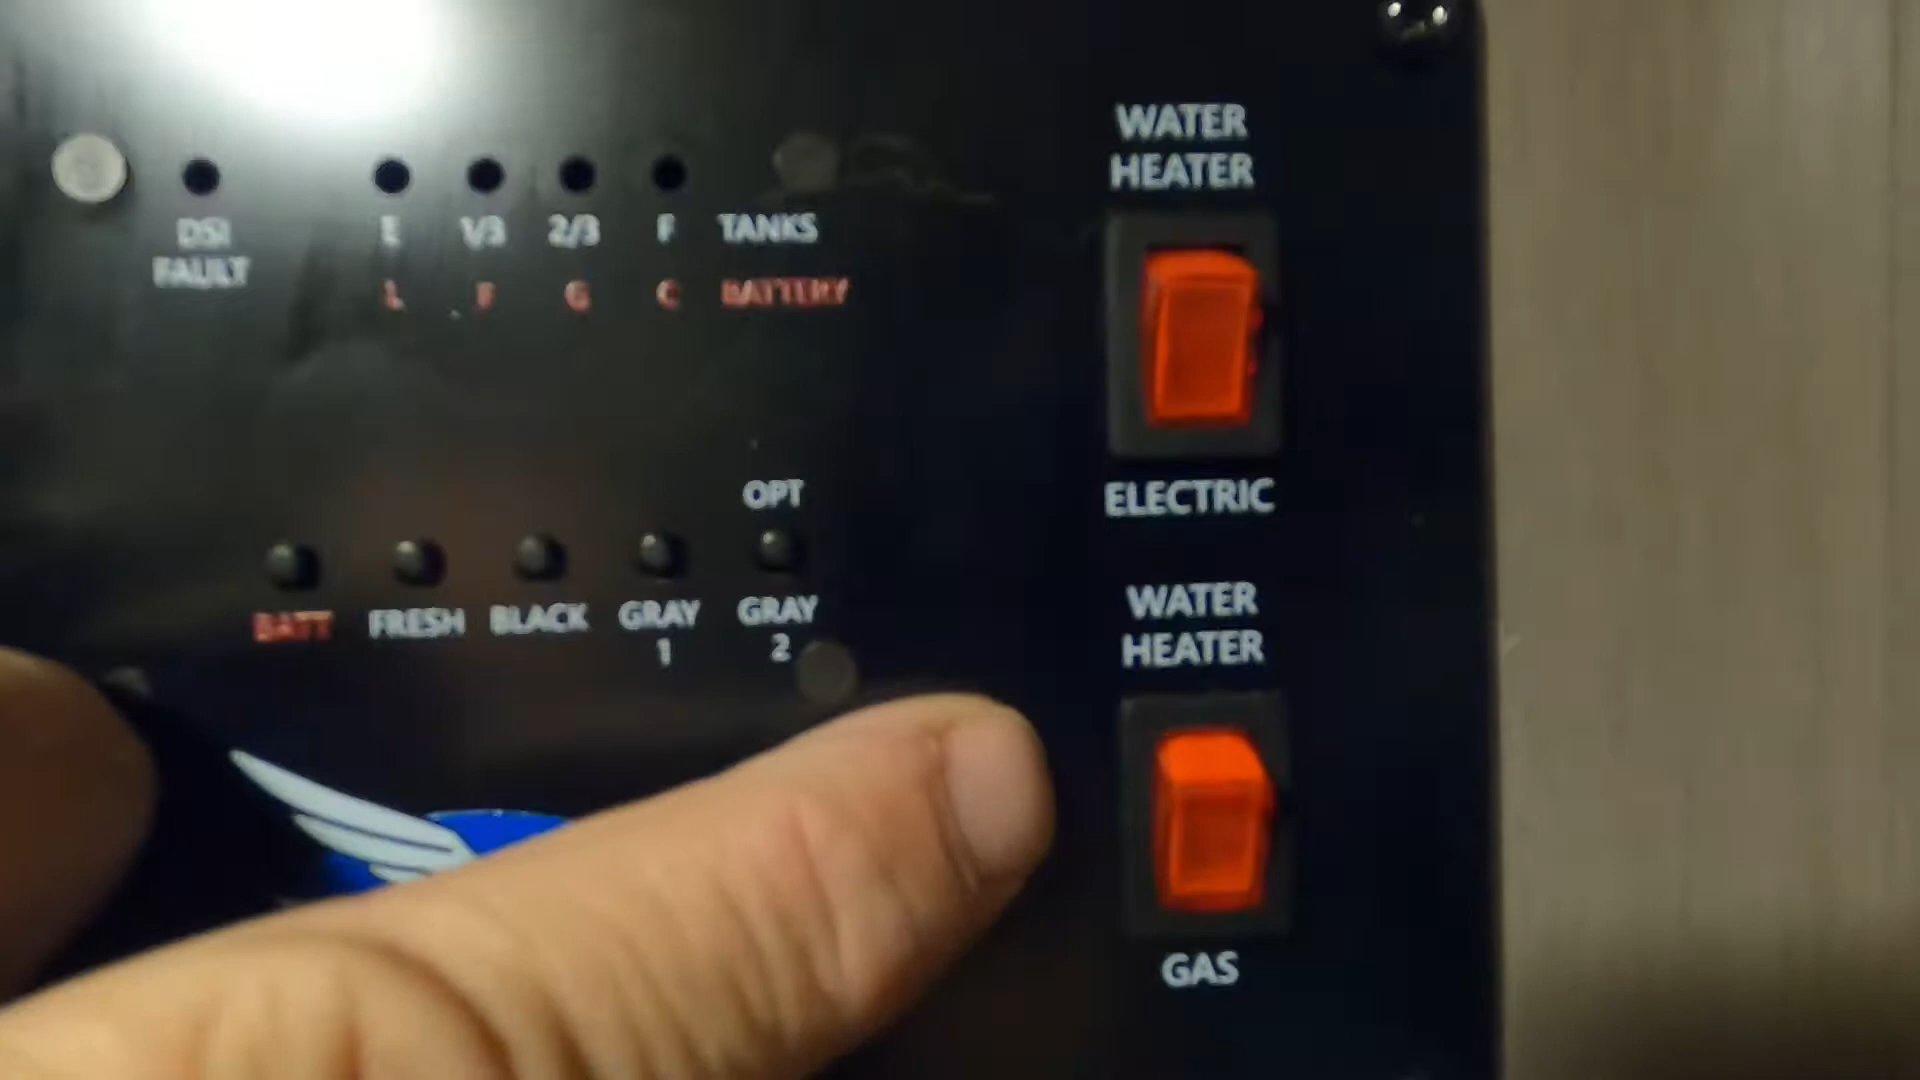 WATER
HEATER
DSI
FAULT
E 1/3 2/3 F TANKS
L F G C BATTERY
ELECTRIC
OPT
BATT FRESH BLACK GRAY
1 GRAY
2
WATER
HEATER
GAS